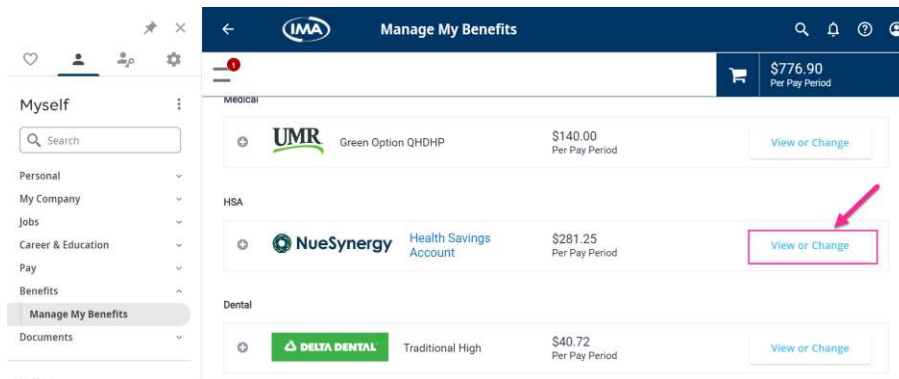 IMA
Manage My Benefits
1
$776.90
Per Pay Period
Myself
Search
Personal
My Company
Jobs
Career & Education
Pay
Benefits
Manage My Benefits
Documents
Medical
UMR
Green Option QHDHP
$140.00
Per Pay Period
View or Change
HSA
NueSynergy
Health Savings
Account
$281.25
Per Pay Period
View or Change
Dental
DELTA DENTAL
Traditional High
$40.72
Per Pay Period
View or Change